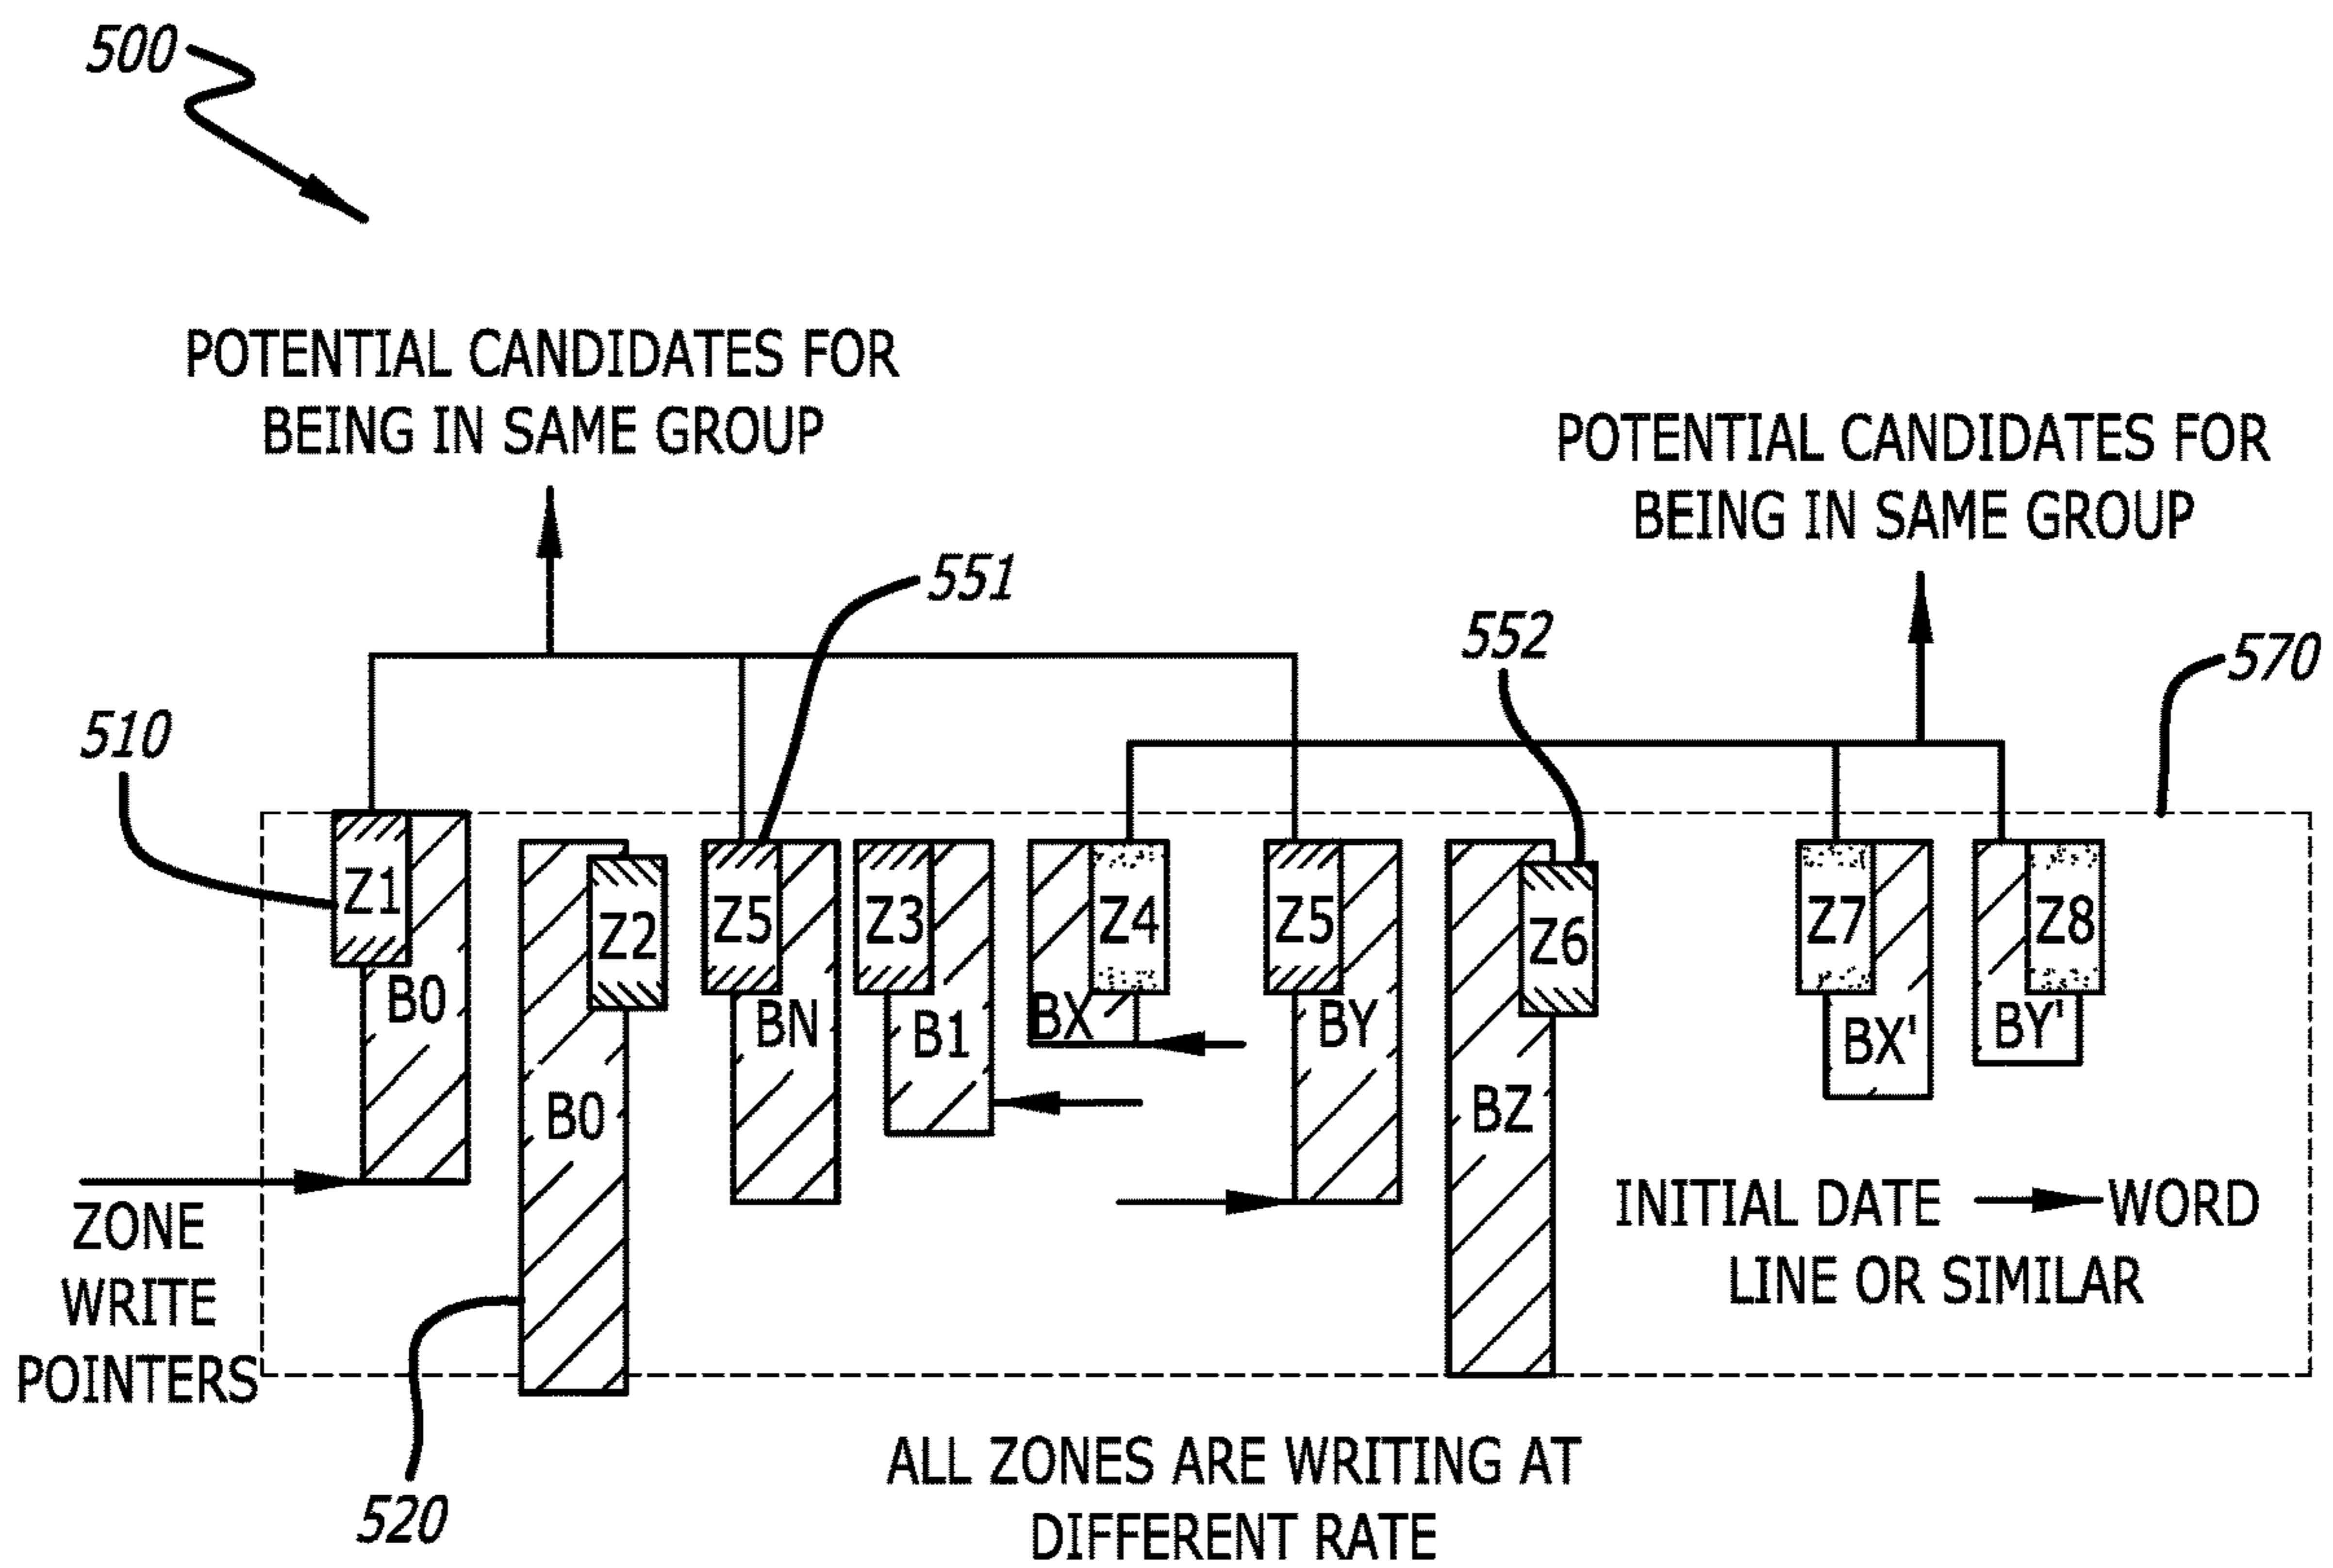 500
POTENTIAL CANDIDATES FOR
BEING IN SAME GROUP
POTENTIAL CANDIDATES FOR
BEING IN SAME GROUP
551
552
570
510
Z1
B0
Z2
B0
Z5
BN
Z3
B1
Z4
BX
Z5
BY
Z6
BZ
Z7
BX'
Z8
BY'
ZONE
WRITE
POINTERS
INITIAL DATE WORD
LINE OR SIMILAR
520
ALL ZONES ARE WRITING AT
DIFFERENT RATE